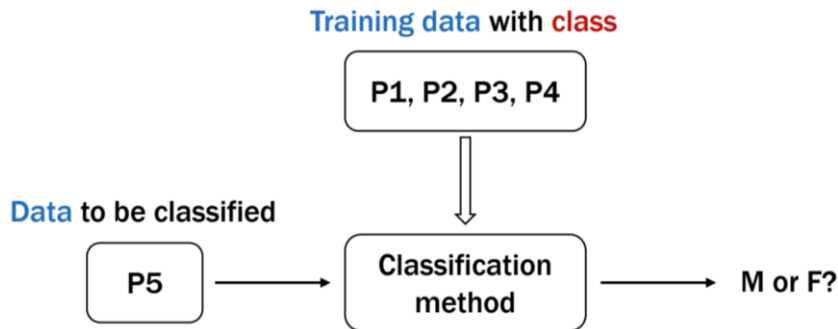 Training data with class
P1, P2, P3, P4
Data to be classified
P5
Classification
method
M or F?